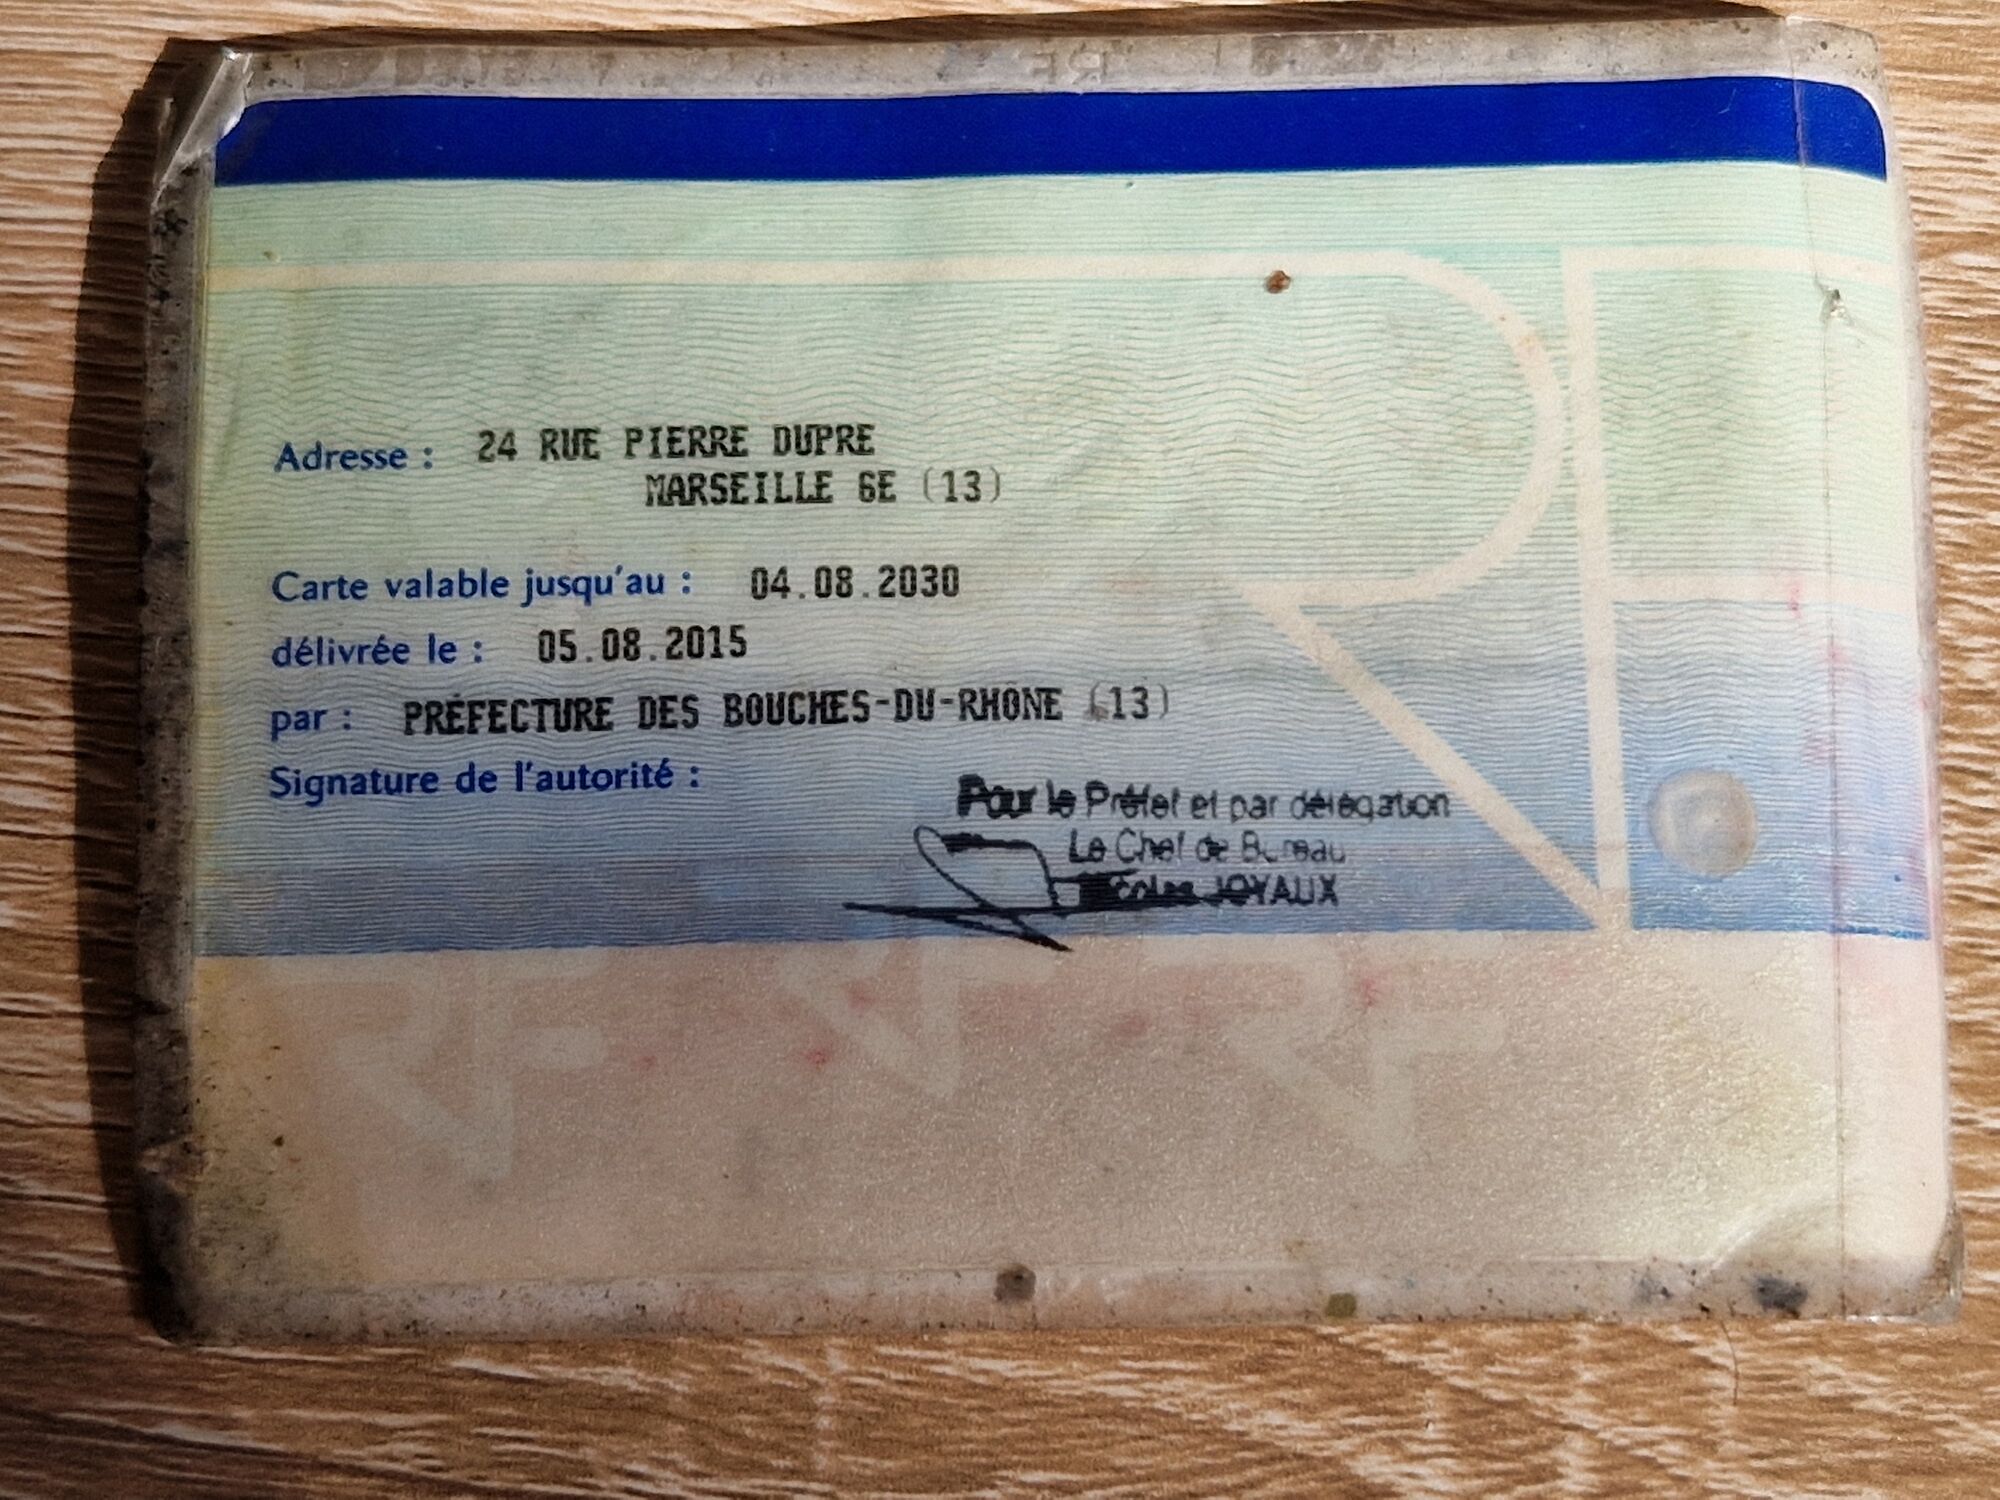 Adresse : 24 RUE PIERRE DUPRE
MARSEILLE 6E (13)
Carte valable jusqu'au : 04.08.2030
délivrée le : 05.08.2015
par : PRÉFECTURE DES BOUCHES-DU-RHÔNE (13)
Signature de l'autorité :
Pour le Préfet et par délégation
Le Chef de Bureau
JOYAUX
RF